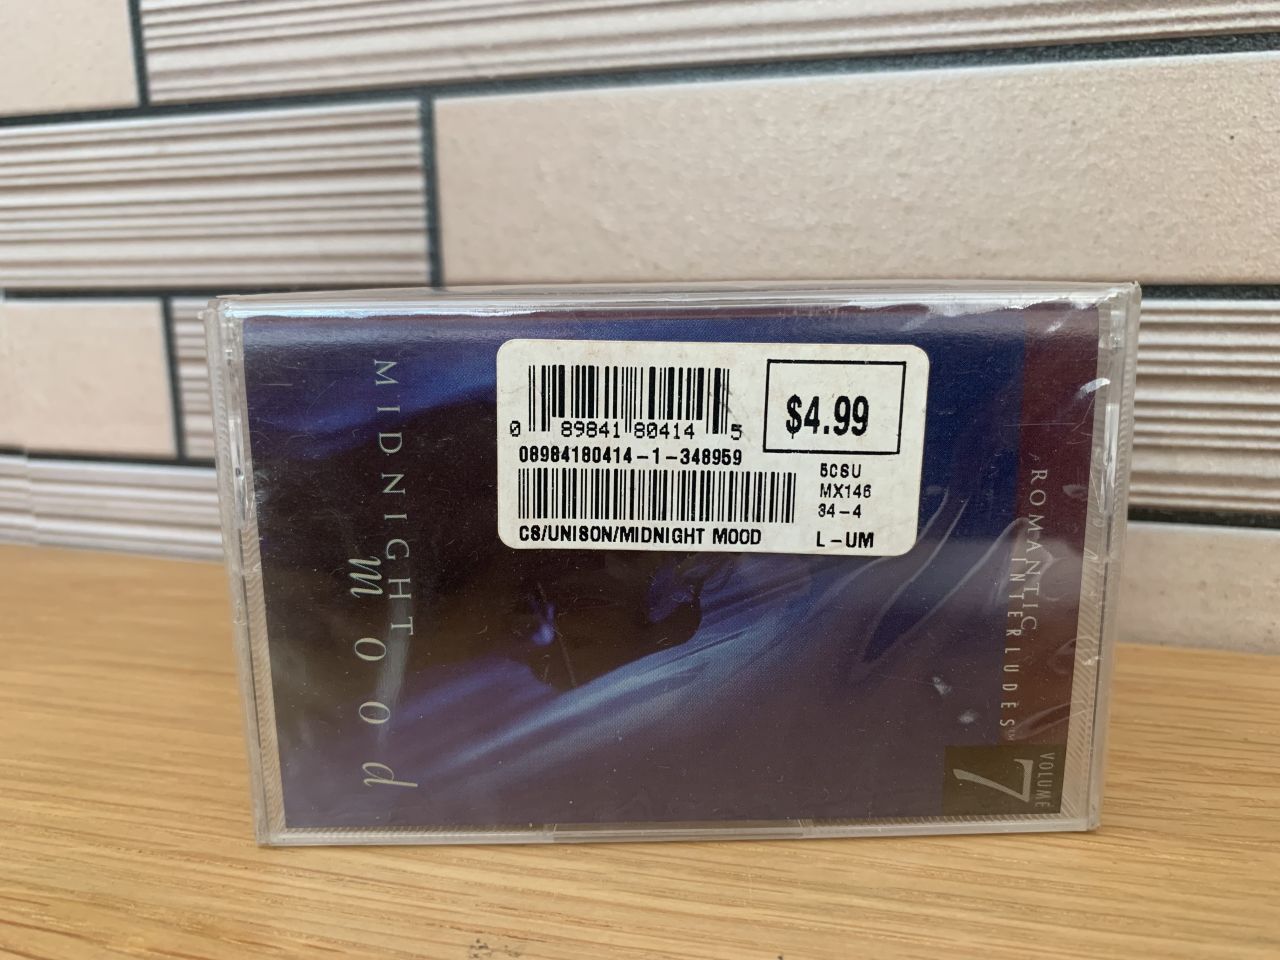 MIDNIGHT
mood
0 89841 80414 5
$4.99
08984180414-1-348959
5CSU
MX146
34-4
CS/UNISON/MIDNIGHT MOOD
L-UM
ROMANTIC
INTERLUDES™
VOLUME
7